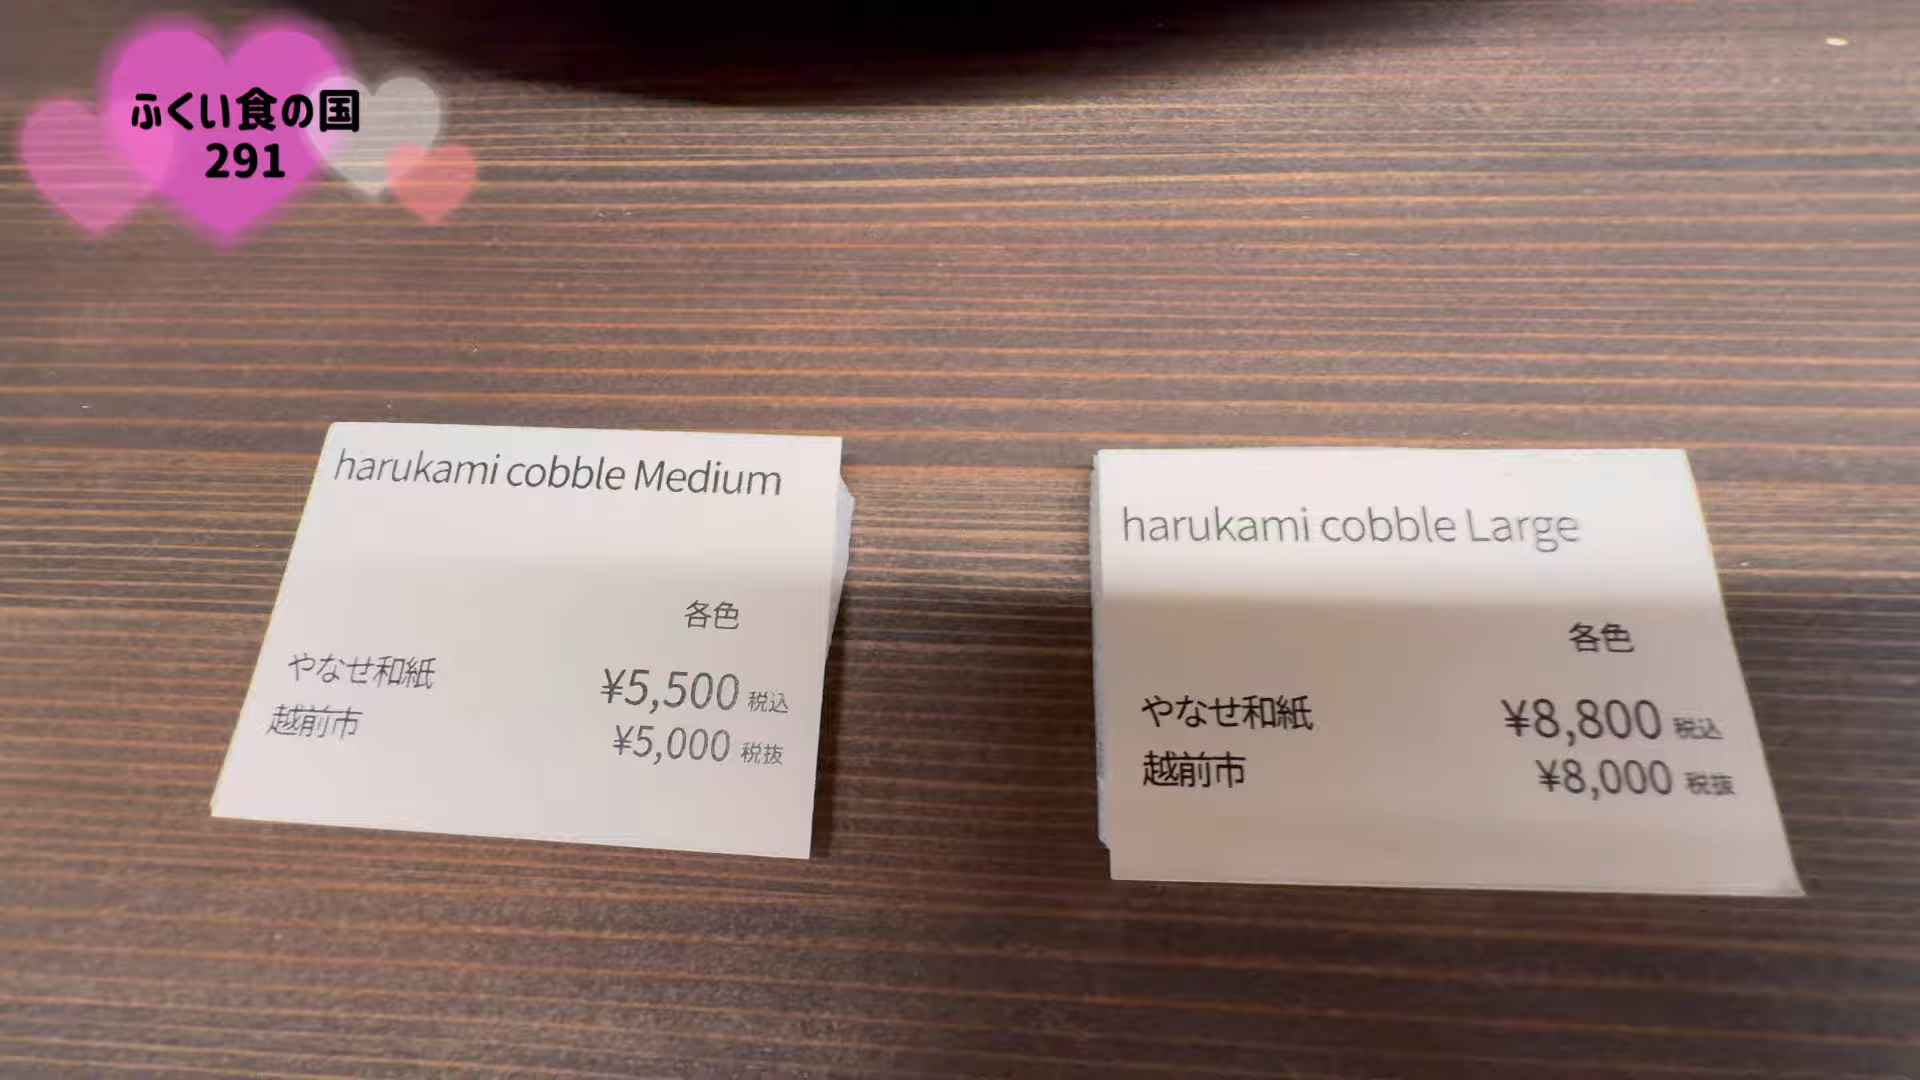 ふくい食の国
291
harukami cobble Medium
各色
やなせ和紙
¥5,500 税込
越前市
¥5,000 税抜
harukami cobble Large
各色
やなせ和紙
¥8,800 税込
越前市
¥8,000 税抜